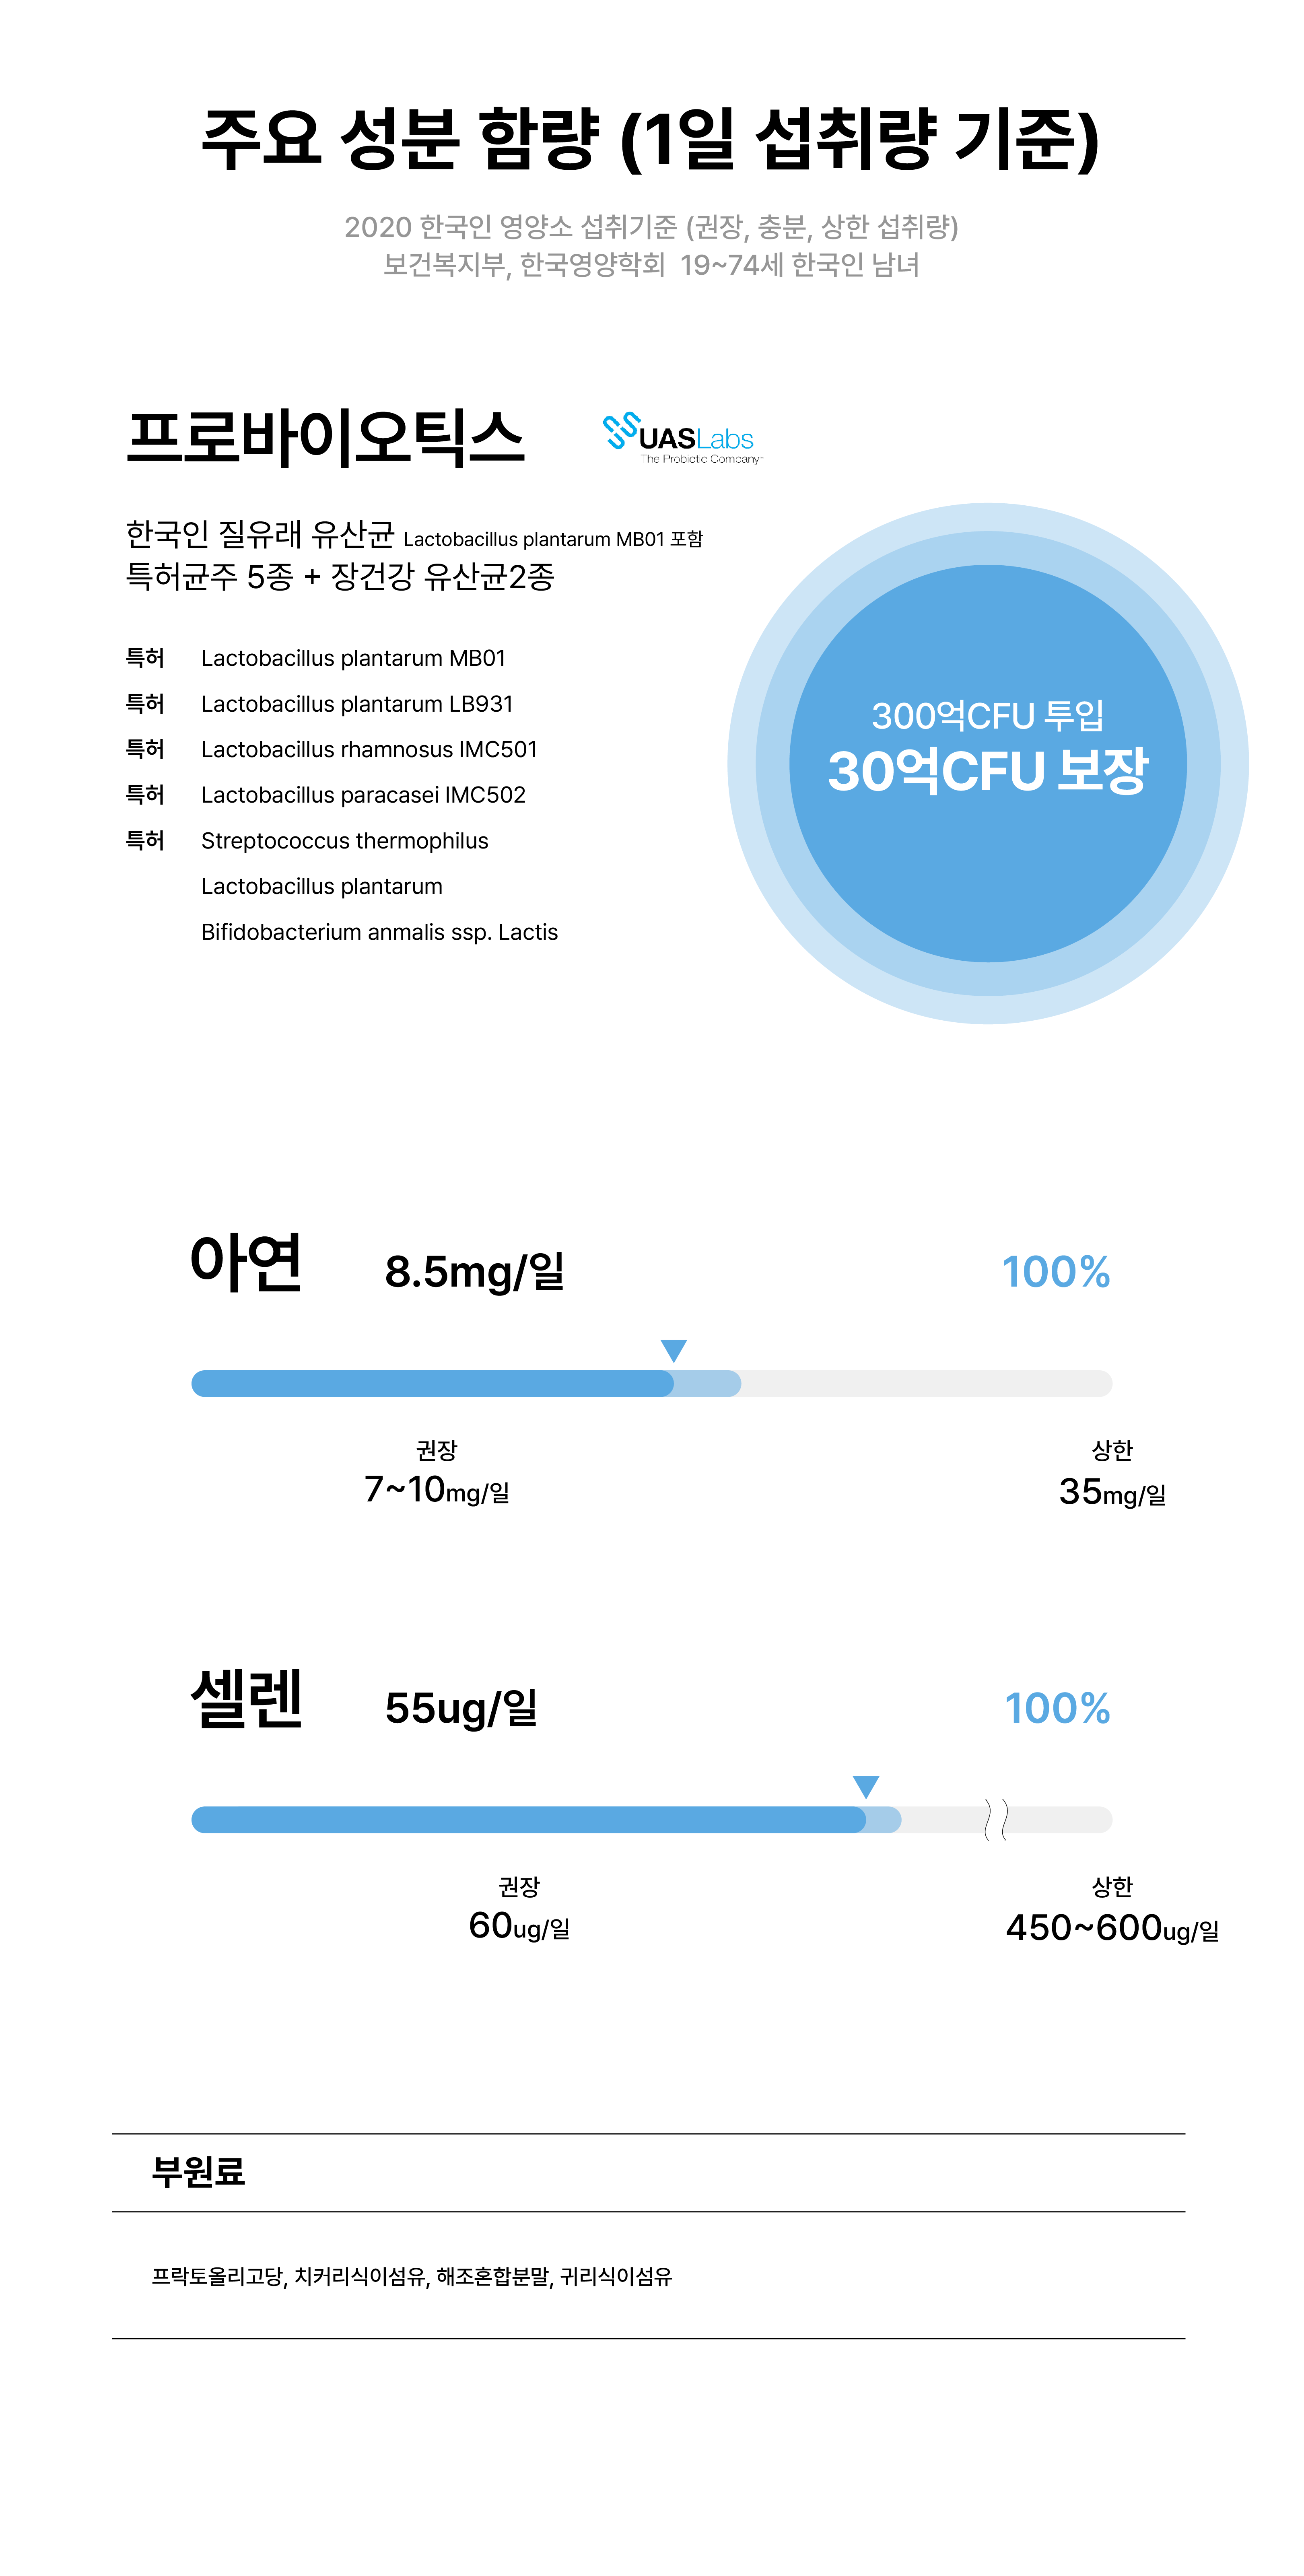 주요 성분 함량 (1일 섭취량 기준)
2020 한국인 영양소 섭취기준 (권장, 충분, 상한 섭취량)
보건복지부, 한국영양학회 19~74세 한국인 남녀
프로바이오틱스
UASLabs
The Probiotic Company
한국인 질유래 유산균 Lactobacillus plantarum MB01 포함
특허균주 5종 + 장건강 유산균2종
특허 Lactobacillus plantarum MB01
특허 Lactobacillus plantarum LB931
특허 Lactobacillus rhamnosus IMC501
특허 Lactobacillus paracasei IMC502
특허 Streptococcus thermophilus
Lactobacillus plantarum
Bifidobacterium anmalis ssp. Lactis
300억CFU 투입
30억CFU 보장
아연 8.5mg/일 100%
권장 상한
7~10mg/일 35mg/일
셀렌 55ug/일 100%
권장 상한
60ug/일 450~600ug/일
부원료
프락토올리고당, 치커리식이섬유, 해조혼합분말, 귀리식이섬유